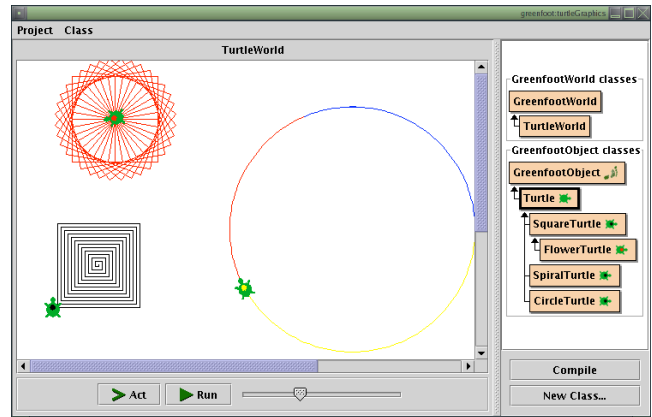 greenfoot:turtleGraphics
Project Class
TurtleWorld
GreenfootWorld classes
GreenfootWorld
TurtleWorld
GreenfootObject classes
GreenfootObject
Turtle
SquareTurtle
FlowerTurtle
SpiralTurtle
CircleTurtle
Act
Run
Compile
New Class...